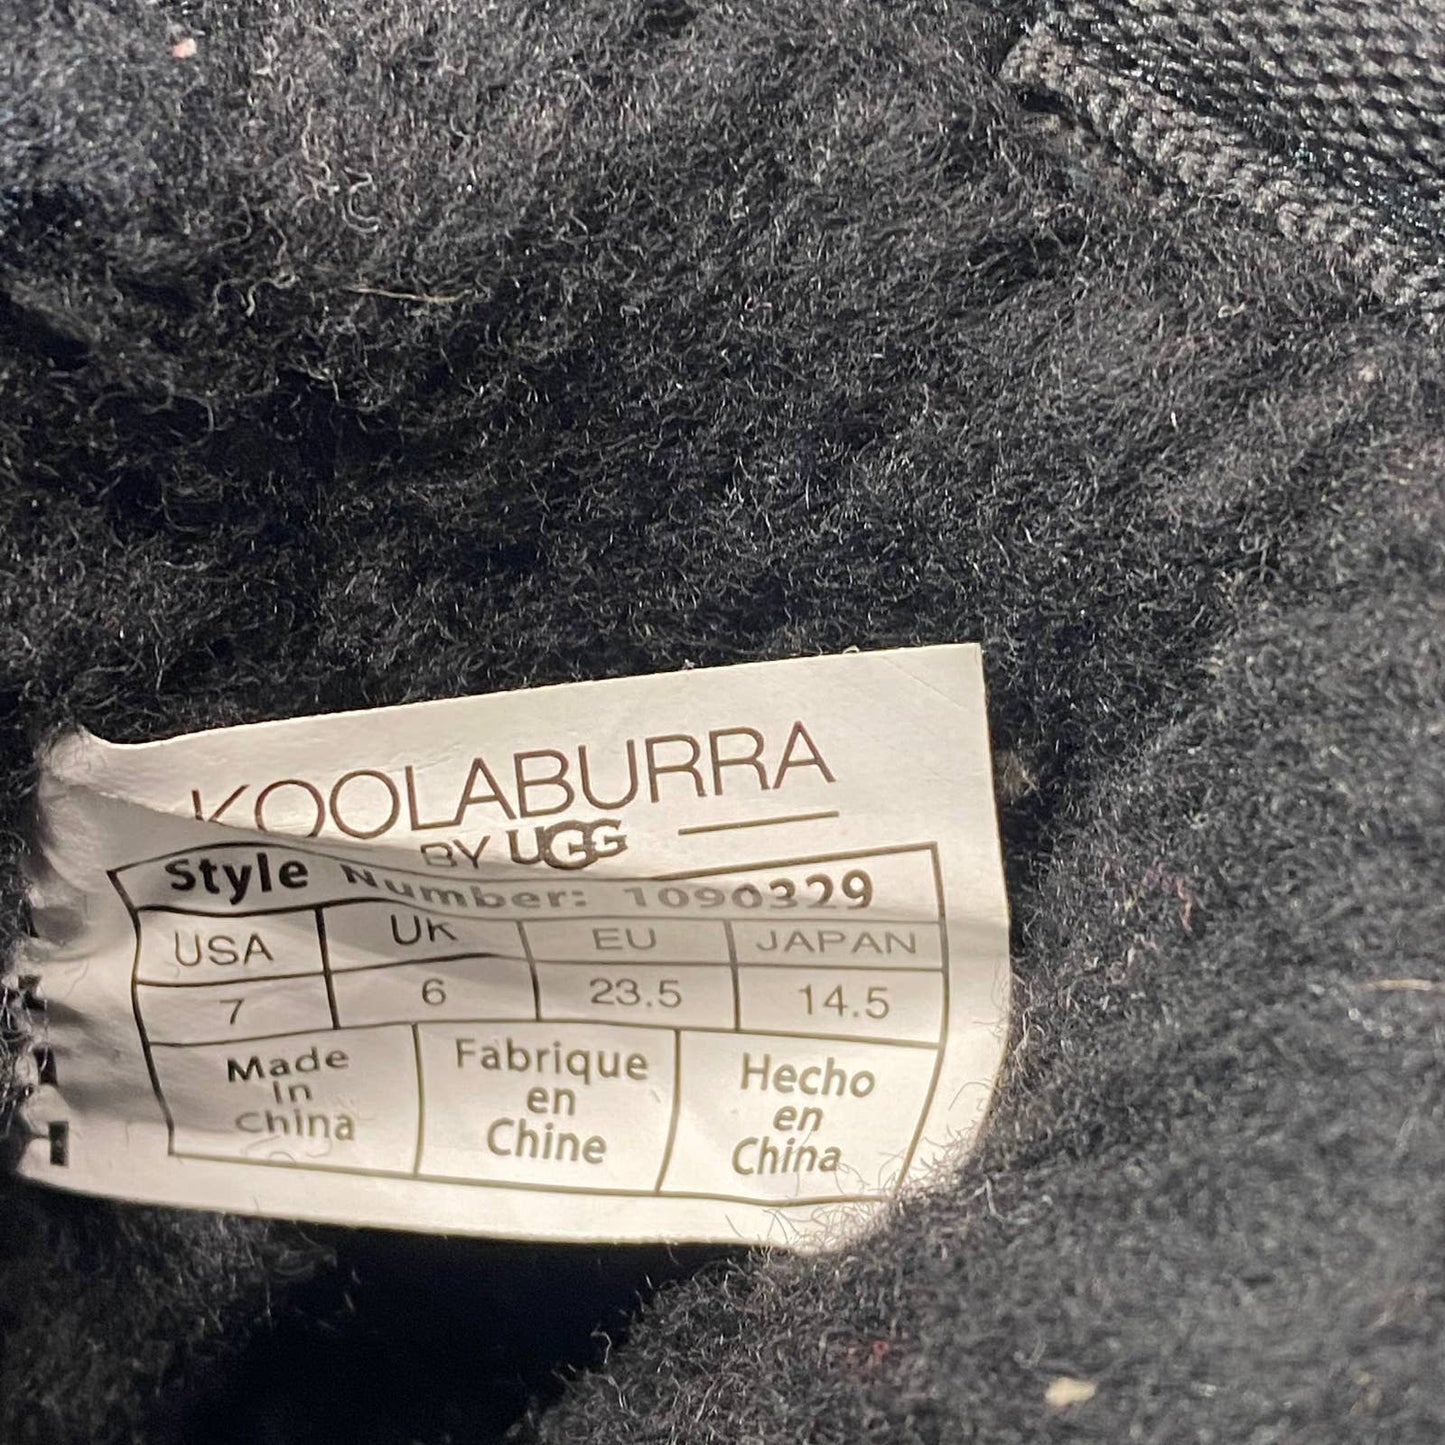 KOOLABURRA
BY UGG
Style Number: 1090329
USA UK EU JAPAN
7 6 23.5 14.5
Made in China
Fabrique en Chine
Hecho en China